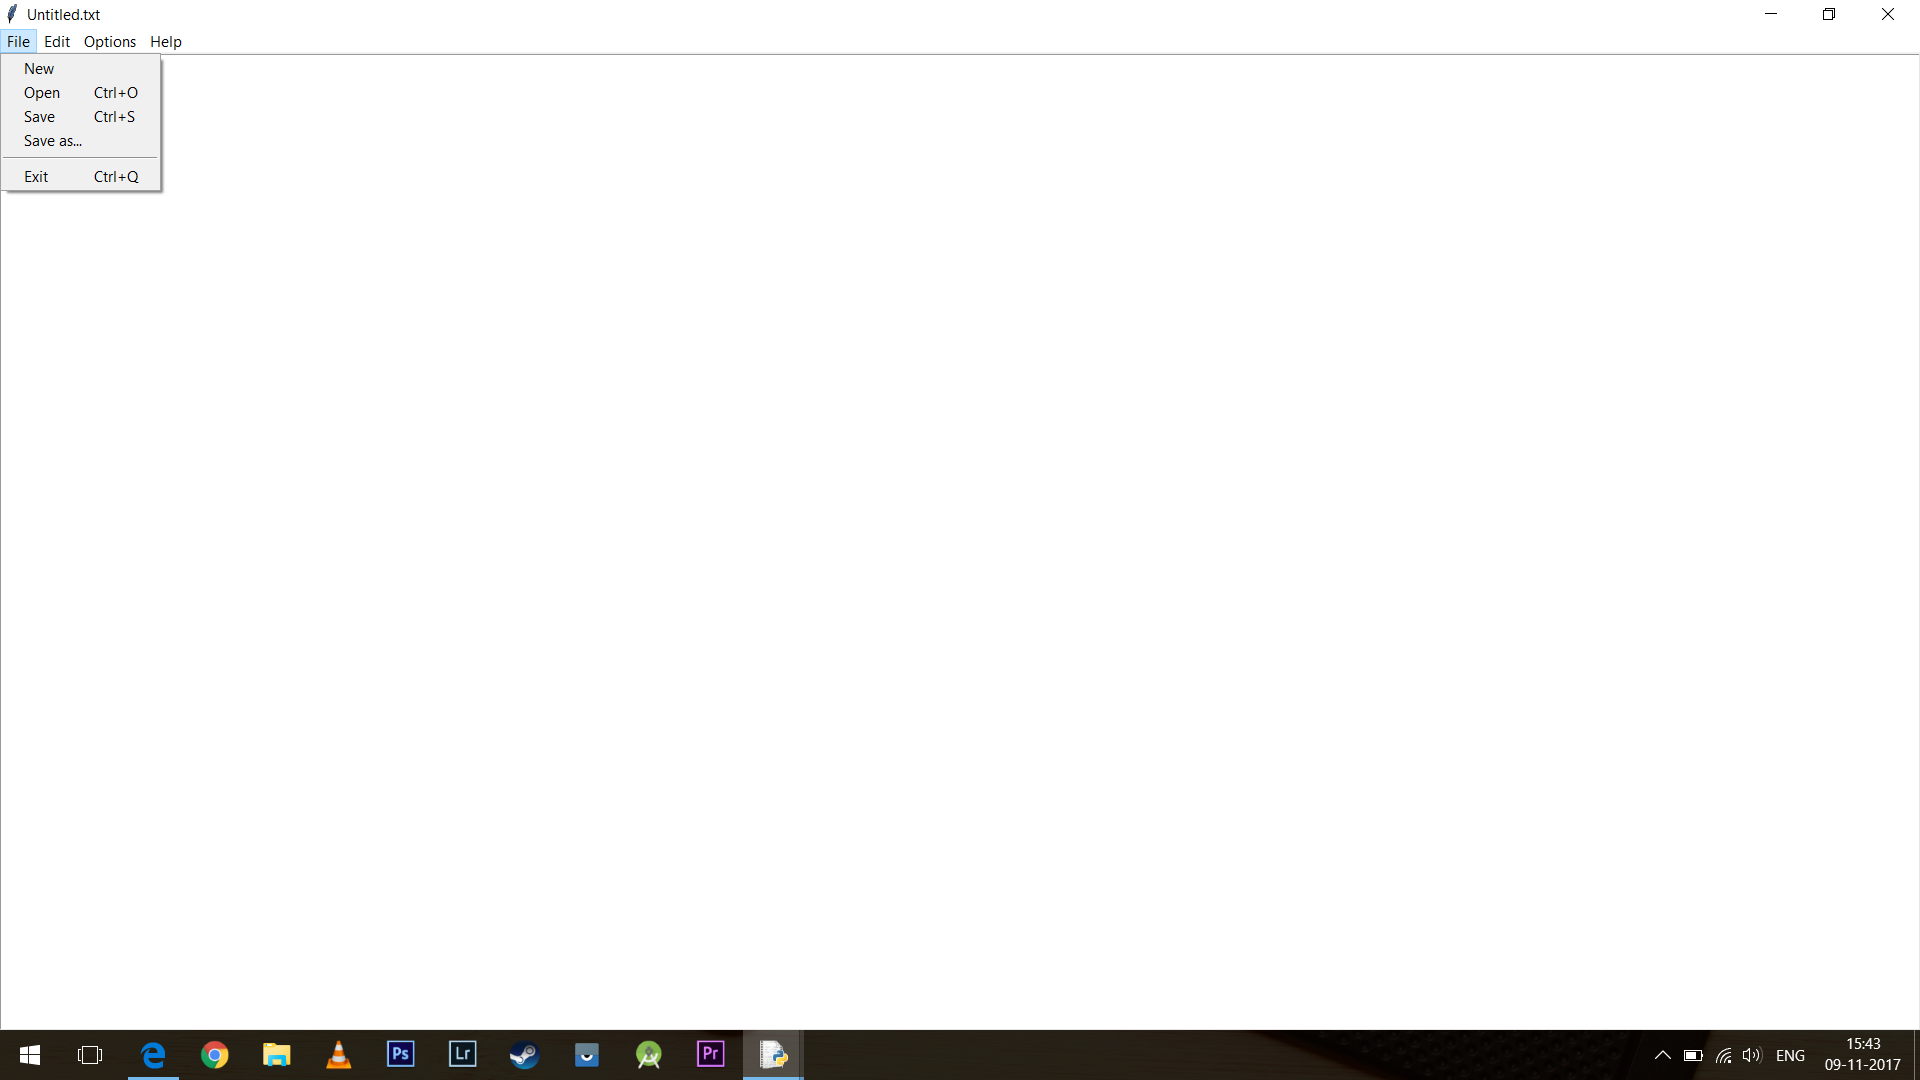 Untitled.txt
File Edit Options Help
New
Open Ctrl+O
Save Ctrl+S
Save as...
Exit Ctrl+Q
Ps Lr Pr ENG 15:43
09-11-2017